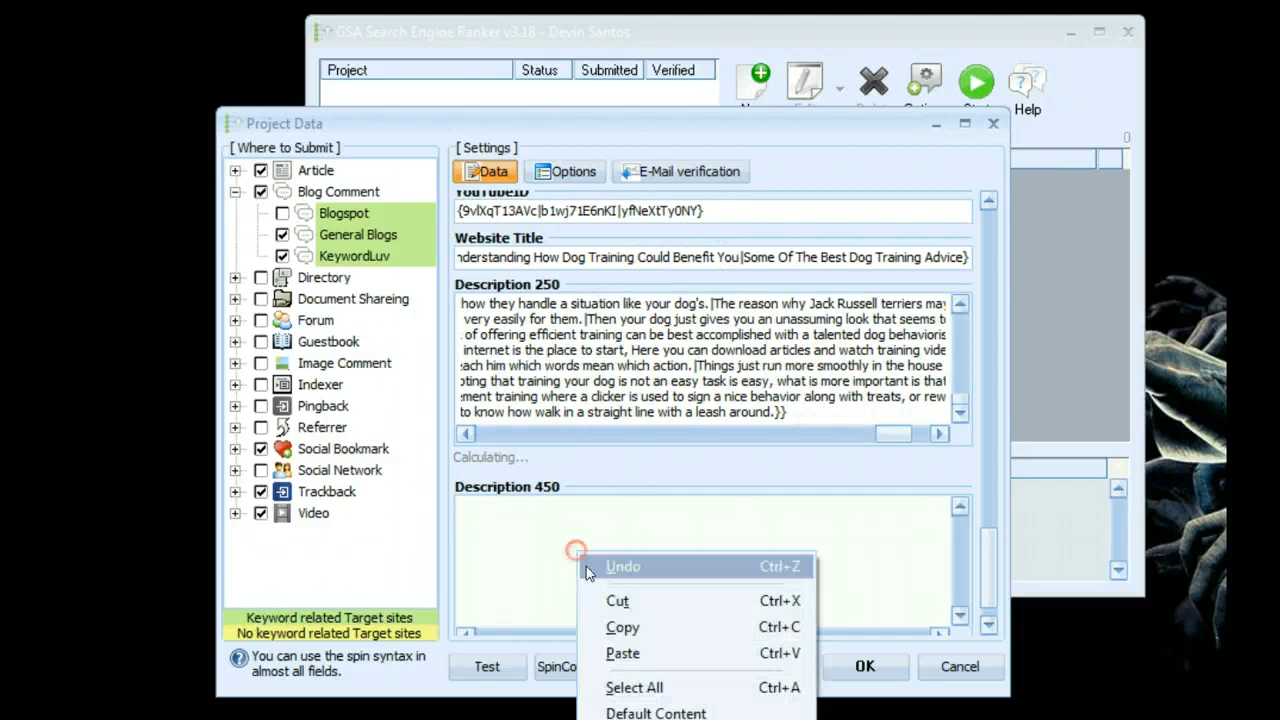 GSA Search Engine Ranker v3.18 - Devin Santos
Project Status Submitted Verified
Help
0
Project Data
[ Where to Submit ]
Article
Blog Comment
Blogspot
General Blogs
KeywordLuv
Directory
Document Shareing
Forum
Guestbook
Image Comment
Indexer
Pingback
Referrer
Social Bookmark
Social Network
Trackback
Video
Keyword related Target sites
No keyword related Target sites
You can use the spin syntax in
almost all fields.
[ Settings ]
Data Options E-Mail verification
YouTubeID
{9vlXqT13AVc|b1wj71E6nKI|yfNeXtTy0NY}
Website Title
nderstanding How Dog Training Could Benefit You|Some Of The Best Dog Training Advice}
Description 250
how they handle a situation like your dog's. |The reason why Jack Russell terriers may
very easily for them. |Then your dog just gives you an unassuming look that seems t
of offering efficient training can be best accomplished with a talented dog behavioris
internet is the place to start, Here you can download articles and watch training vide
each him which words mean which action. |Things just run more smoothly in the house
pting that training your dog is not an easy task is easy, what is more important is that
ment training where a clicker is used to sign a nice behavior along with treats, or rew
to know how walk in a straight line with a leash around.}}
Calculating...
Description 450
Undo Ctrl+Z
Cut Ctrl+X
Copy Ctrl+C
Paste Ctrl+V
Select All Ctrl+A
Default Content
Test SpinCo OK Cancel